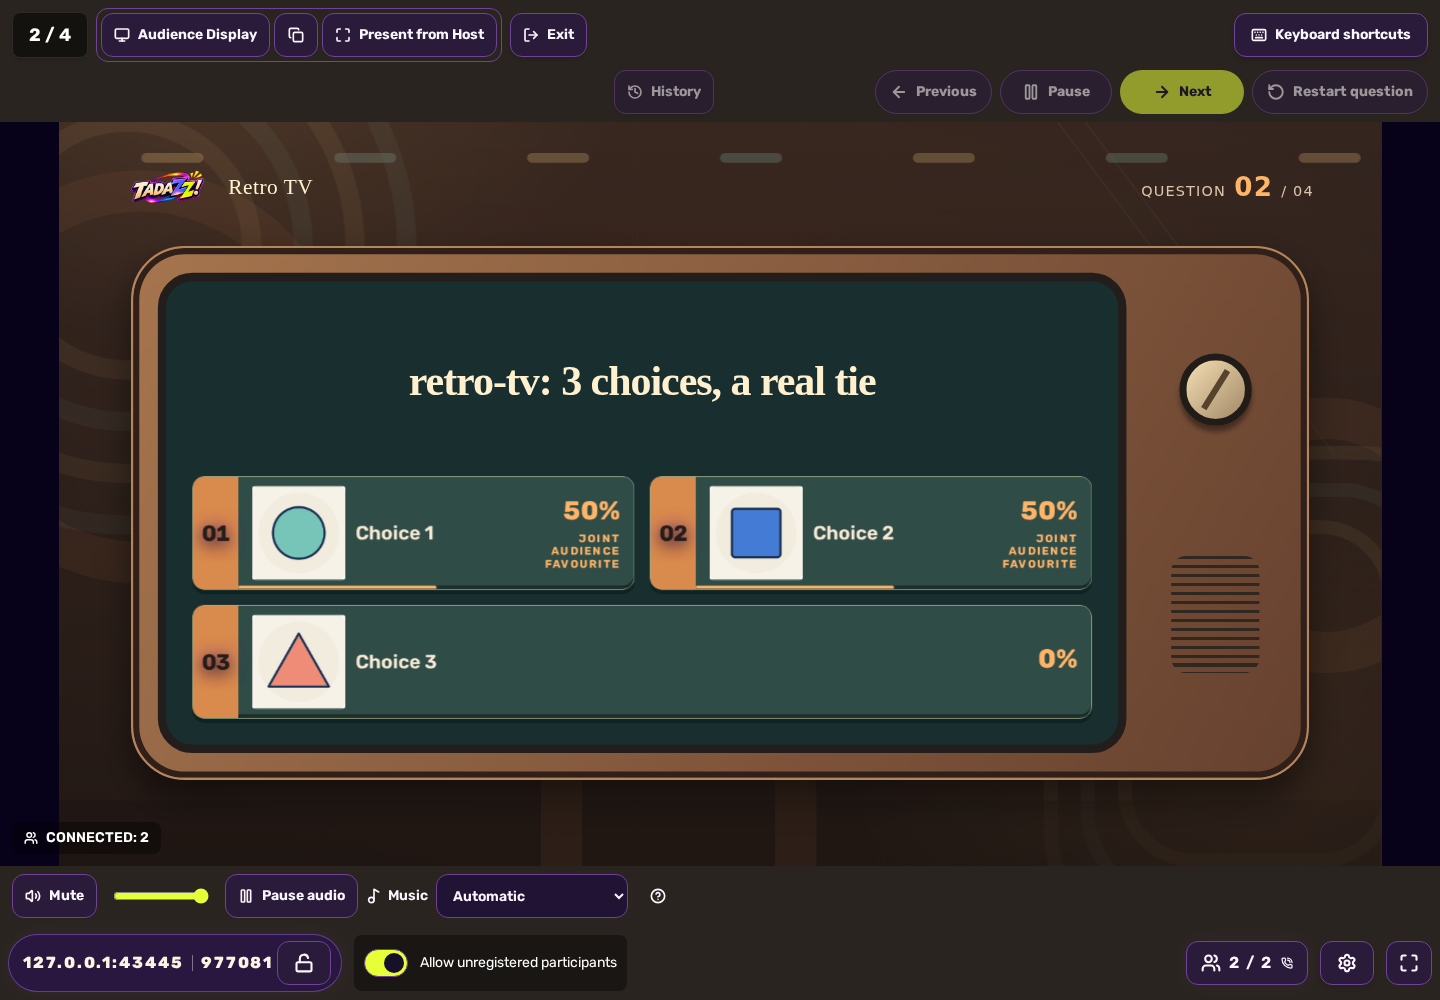 2 / 4
Audience Display
Present from Host
Exit
Keyboard shortcuts
History
Previous
Pause
Next
Restart question
TADAZZ!
Retro TV
QUESTION 02 / 04
retro-tv: 3 choices, a real tie
01
Choice 1
50%
JOINT
AUDIENCE
FAVOURITE
02
Choice 2
50%
JOINT
AUDIENCE
FAVOURITE
03
Choice 3
0%
CONNECTED: 2
Mute
Pause audio
Music
Automatic
127.0.0.1:43445 | 977081
Allow unregistered participants
2 / 2